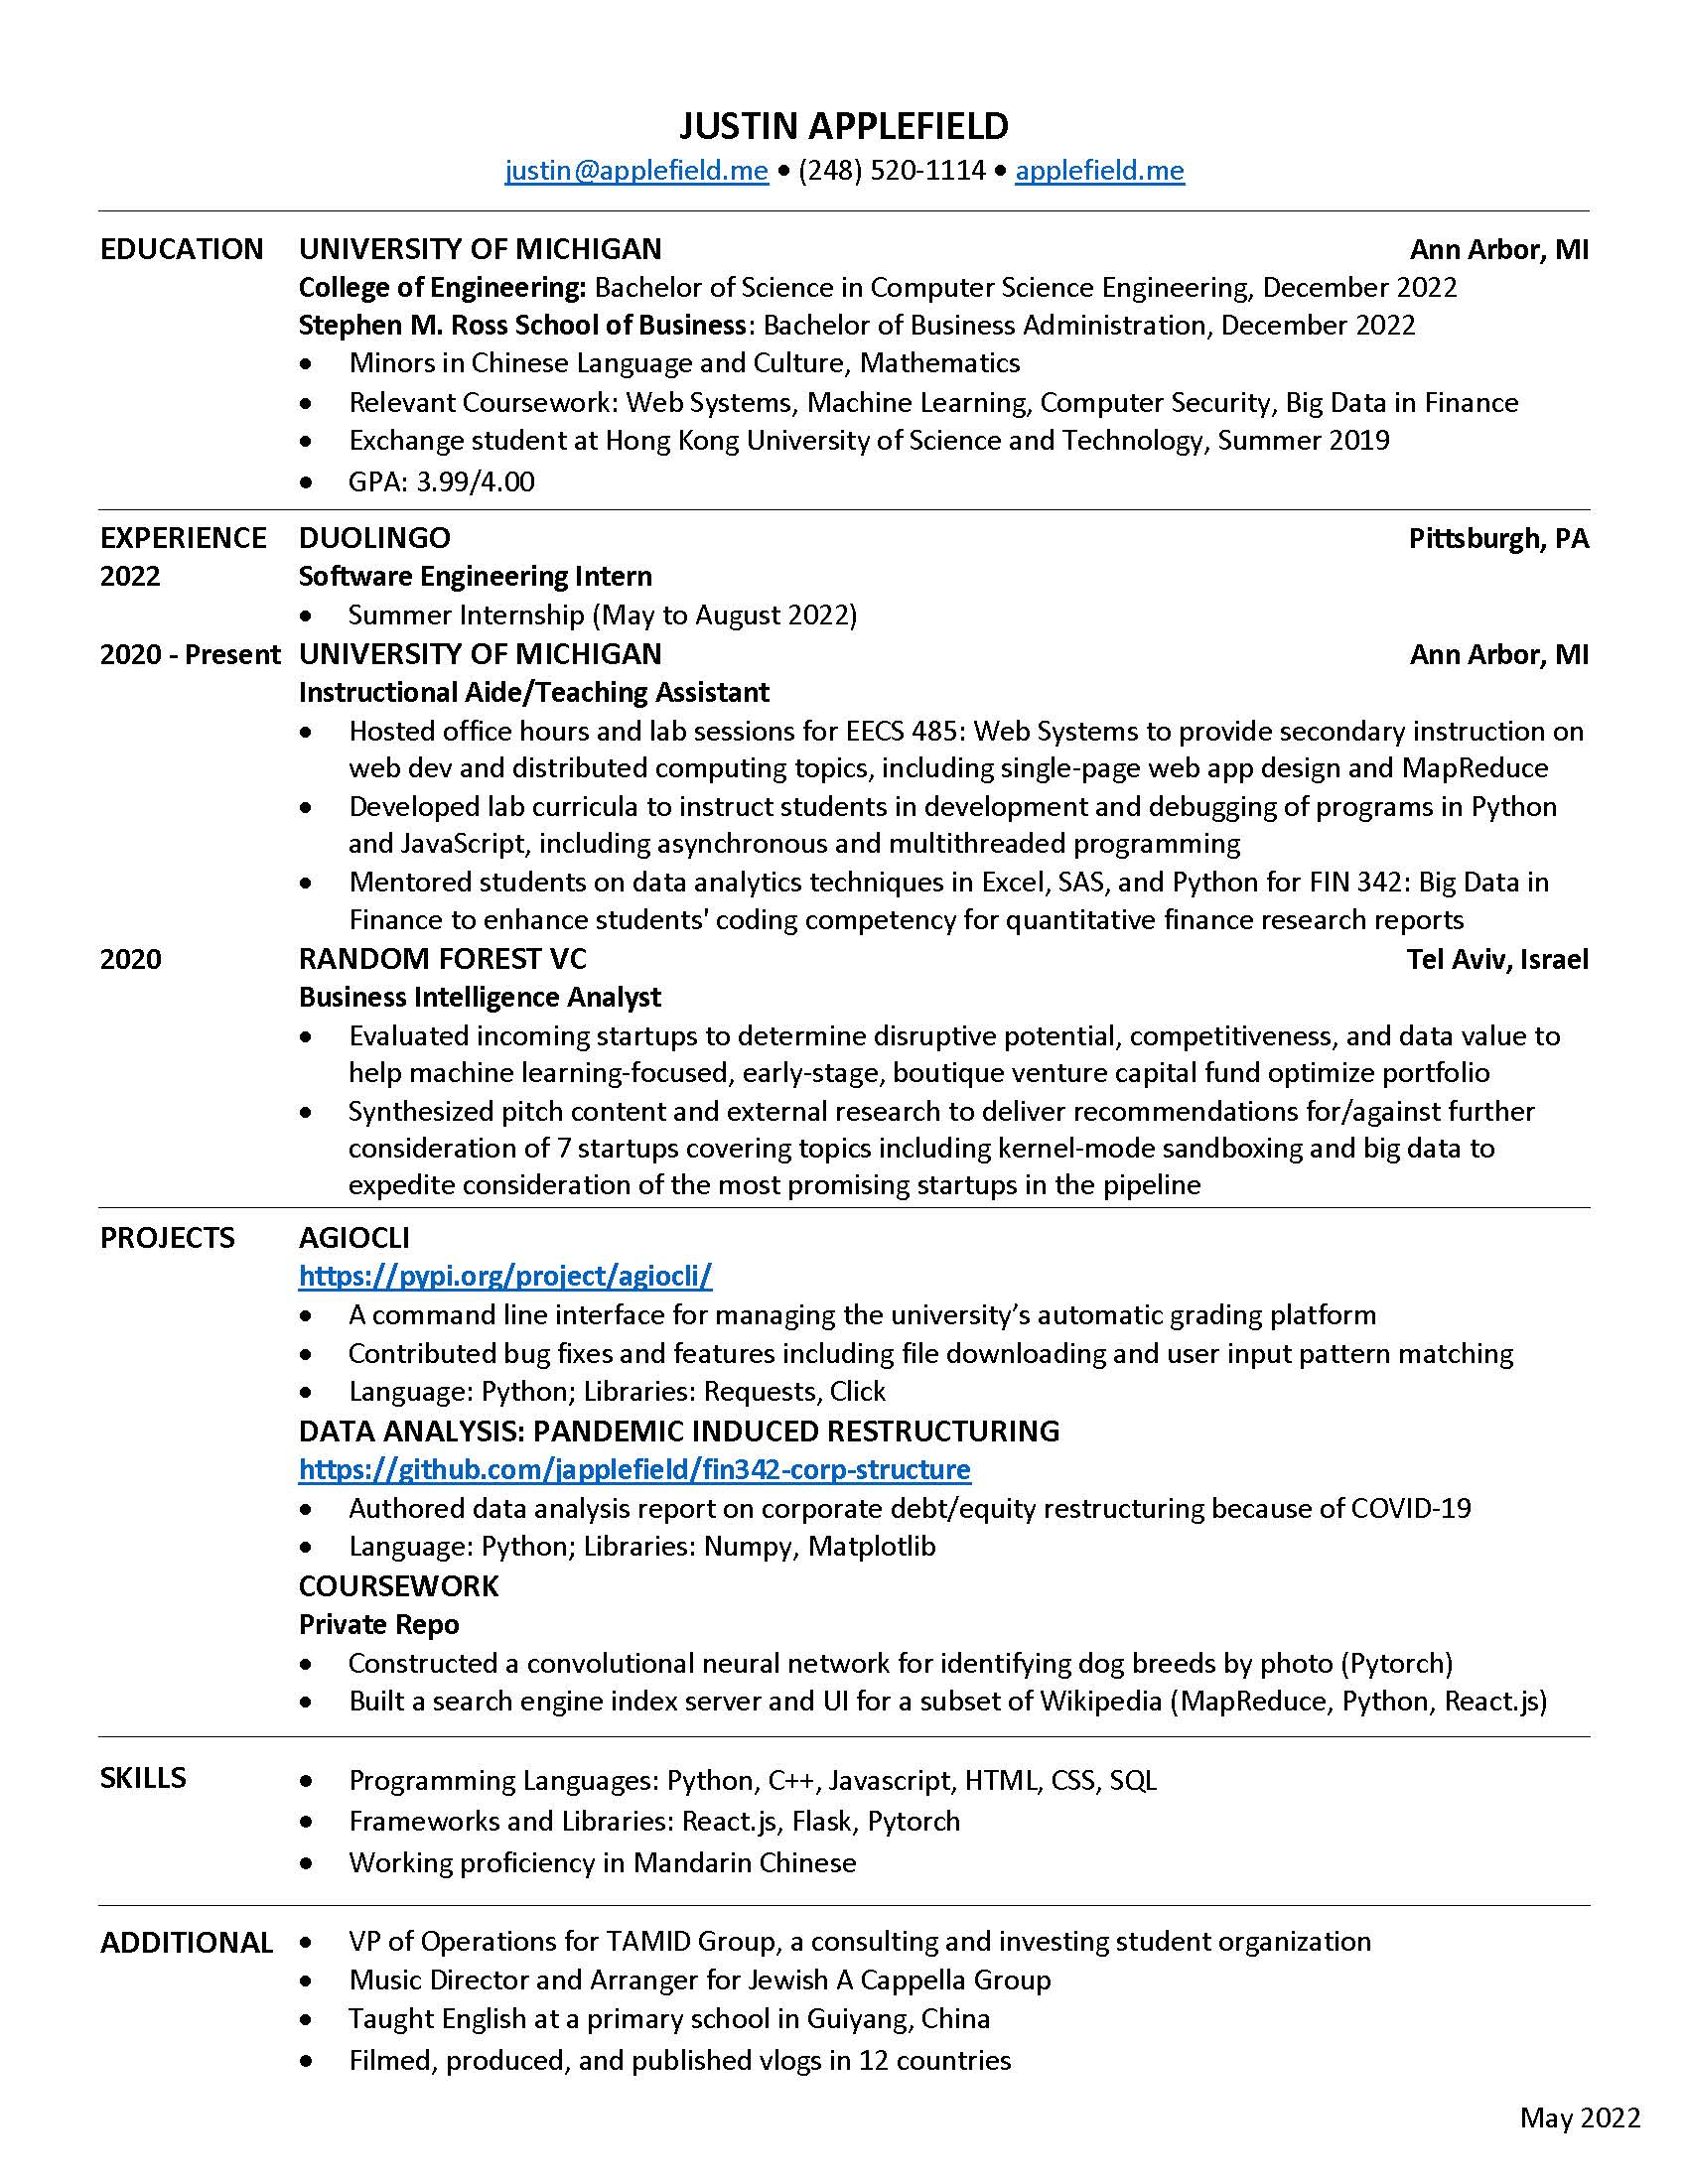 JUSTIN APPLEFIELD
justin@applefield.me • (248) 520-1114 • applefield.me
EDUCATION UNIVERSITY OF MICHIGAN Ann Arbor, MI
College of Engineering: Bachelor of Science in Computer Science Engineering, December 2022
Stephen M. Ross School of Business: Bachelor of Business Administration, December 2022
• Minors in Chinese Language and Culture, Mathematics
• Relevant Coursework: Web Systems, Machine Learning, Computer Security, Big Data in Finance
• Exchange student at Hong Kong University of Science and Technology, Summer 2019
• GPA: 3.99/4.00
EXPERIENCE DUOLINGO Pittsburgh, PA
2022 Software Engineering Intern
• Summer Internship (May to August 2022)
2020 - Present UNIVERSITY OF MICHIGAN Ann Arbor, MI
Instructional Aide/Teaching Assistant
• Hosted office hours and lab sessions for EECS 485: Web Systems to provide secondary instruction on
web dev and distributed computing topics, including single-page web app design and MapReduce
• Developed lab curricula to instruct students in development and debugging of programs in Python
and JavaScript, including asynchronous and multithreaded programming
• Mentored students on data analytics techniques in Excel, SAS, and Python for FIN 342: Big Data in
Finance to enhance students' coding competency for quantitative finance research reports
2020 RANDOM FOREST VC Tel Aviv, Israel
Business Intelligence Analyst
• Evaluated incoming startups to determine disruptive potential, competitiveness, and data value to
help machine learning-focused, early-stage, boutique venture capital fund optimize portfolio
• Synthesized pitch content and external research to deliver recommendations for/against further
consideration of 7 startups covering topics including kernel-mode sandboxing and big data to
expedite consideration of the most promising startups in the pipeline
PROJECTS AGIOCLI
https://pypi.org/project/agiocli/
• A command line interface for managing the university’s automatic grading platform
• Contributed bug fixes and features including file downloading and user input pattern matching
• Language: Python; Libraries: Requests, Click
DATA ANALYSIS: PANDEMIC INDUCED RESTRUCTURING
https://github.com/japplefield/fin342-corp-structure
• Authored data analysis report on corporate debt/equity restructuring because of COVID-19
• Language: Python; Libraries: Numpy, Matplotlib
COURSEWORK
Private Repo
• Constructed a convolutional neural network for identifying dog breeds by photo (Pytorch)
• Built a search engine index server and UI for a subset of Wikipedia (MapReduce, Python, React.js)
SKILLS • Programming Languages: Python, C++, Javascript, HTML, CSS, SQL
• Frameworks and Libraries: React.js, Flask, Pytorch
• Working proficiency in Mandarin Chinese
ADDITIONAL • VP of Operations for TAMID Group, a consulting and investing student organization
• Music Director and Arranger for Jewish A Cappella Group
• Taught English at a primary school in Guiyang, China
• Filmed, produced, and published vlogs in 12 countries
May 2022